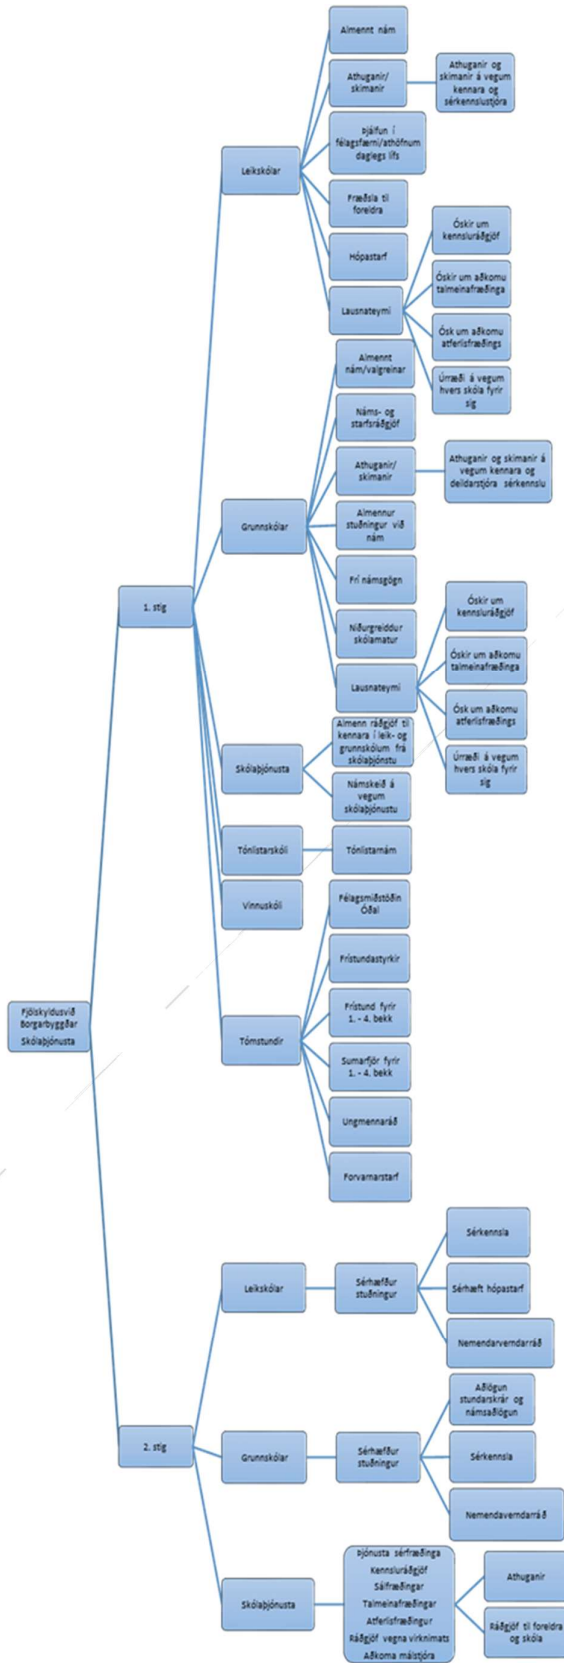 Almennt nám
Athuganir/
skimanir
Athuganir og
skimanir á vegum
kennara og
sérkennslustjóra
Þjálfun í
félagsfærni/athöfnum
daglegs lífs
Leikskólar
Fræðsla til
foreldra
Hópastarf
Lausnateymi
Óskir um
kennsluráðgjöf
Óskir um aðkomu
talmeinafræðinga
Ósk um aðkomu
atferlisfræðings
Úrræði á vegum
hvers skóla fyrir
sig
Almennt
nám/valgreinar
Náms- og
starfsráðgjöf
Athuganir/
skimanir
Athuganir og skimanir á
vegum kennara og
deildarstjóra sérkennslu
Grunnskólar
Almennur
stuðningur við
nám
Frí námsgögn
Niðurgreiddur
skólamatur
1. stig
Lausnateymi
Óskir um
kennsluráðgjöf
Óskir um aðkomu
talmeinafræðinga
Ósk um aðkomu
atferlisfræðings
Úrræði á vegum
hvers skóla fyrir
sig
Skólaþjónusta
Almenn ráðgjöf til
kennara í leik- og
grunnskólum frá
skólaþjónstu
Námskeið á
vegum
skólaþjónustu
Tónlistarskóli
Tónlistarnám
Vinnuskóli
Félagsmiðstöðin
Óðal
Frístundastyrkir
Fjölskyldusvið
Borgarbyggðar
Skólaþjónusta
Tómstundir
Frístund fyrir
1. - 4. bekk
Sumarfjör fyrir
1. - 4. bekk
Ungmennaráð
Forvarnarstarf
Leikskólar
Sérhæfður
stuðningur
Sérkennsla
Sérhæft hópastarf
Nemendarverndarráð
2. stig
Grunnskólar
Sérhæfður
stuðningur
Aðlögun
stundarskrár og
námsaðlögun
Sérkennsla
Nemendaverndarráð
Skólaþjónusta
Þjónusta sérfræðinga
Kennsluráðgjöf
Sálfræðingar
Talmeinafræðingar
Atferlisfræðingur
Ráðgjöf vegna virknimats
Aðkoma málstjóra
Athuganir
Ráðgjöf til foreldra
og skóla